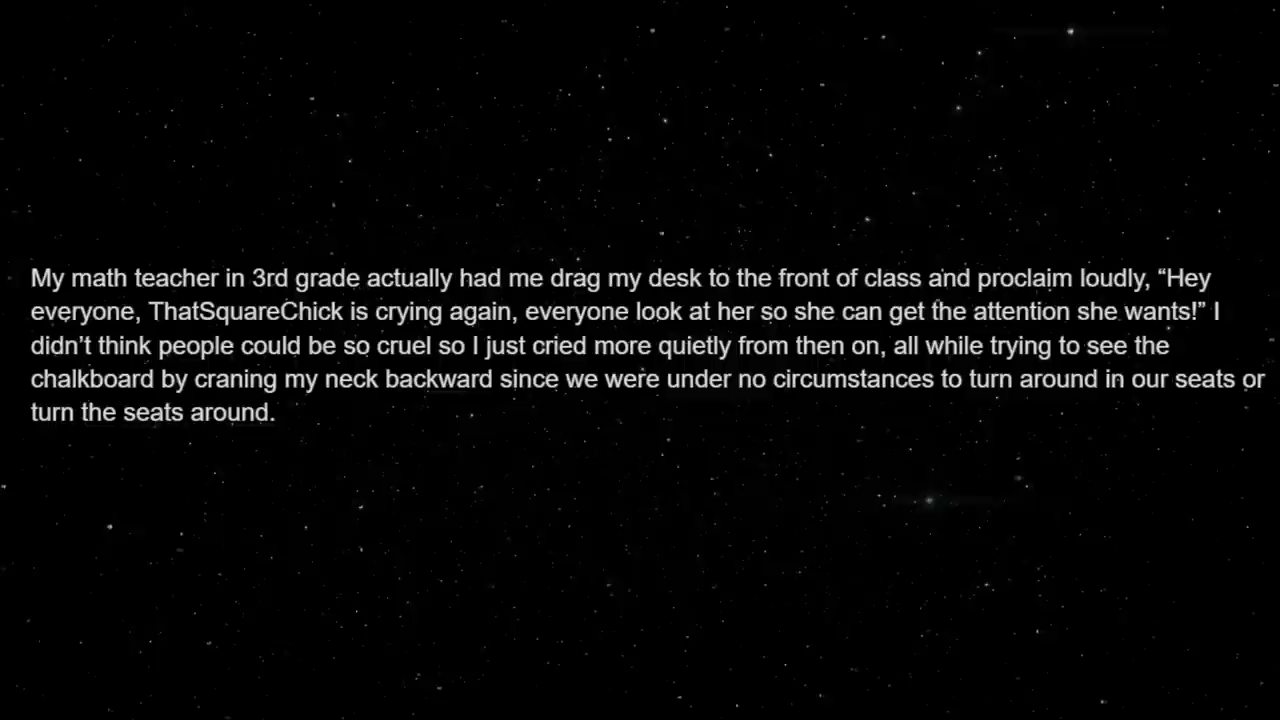 My math teacher in 3rd grade actually had me drag my desk to the front of class and proclaim loudly, “Hey
everyone, ThatSquareChick is crying again, everyone look at her so she can get the attention she wants!” I
didn’t think people could be so cruel so I just cried more quietly from then on, all while trying to see the
chalkboard by craning my neck backward since we were under no circumstances to turn around in our seats or
turn the seats around.